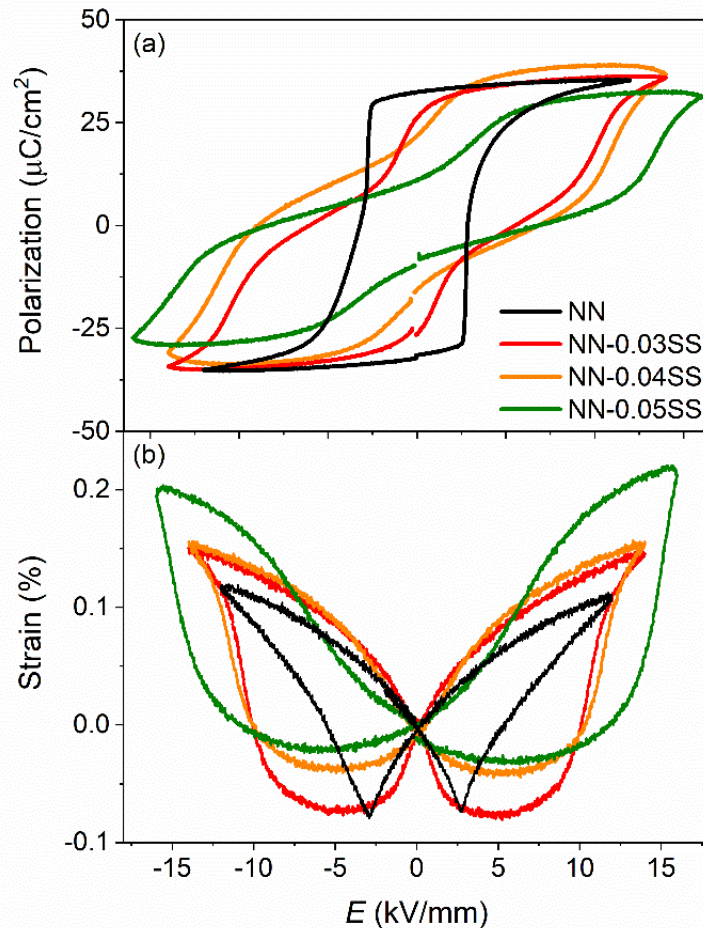 (a)
50
25
0
-25
-50
Polarization (μC/cm²)
NN
NN-0.03SS
NN-0.04SS
NN-0.05SS
(b)
0.2
0.1
0.0
-0.1
Strain (%)
-15 -10 -5 0 5 10 15
E (kV/mm)